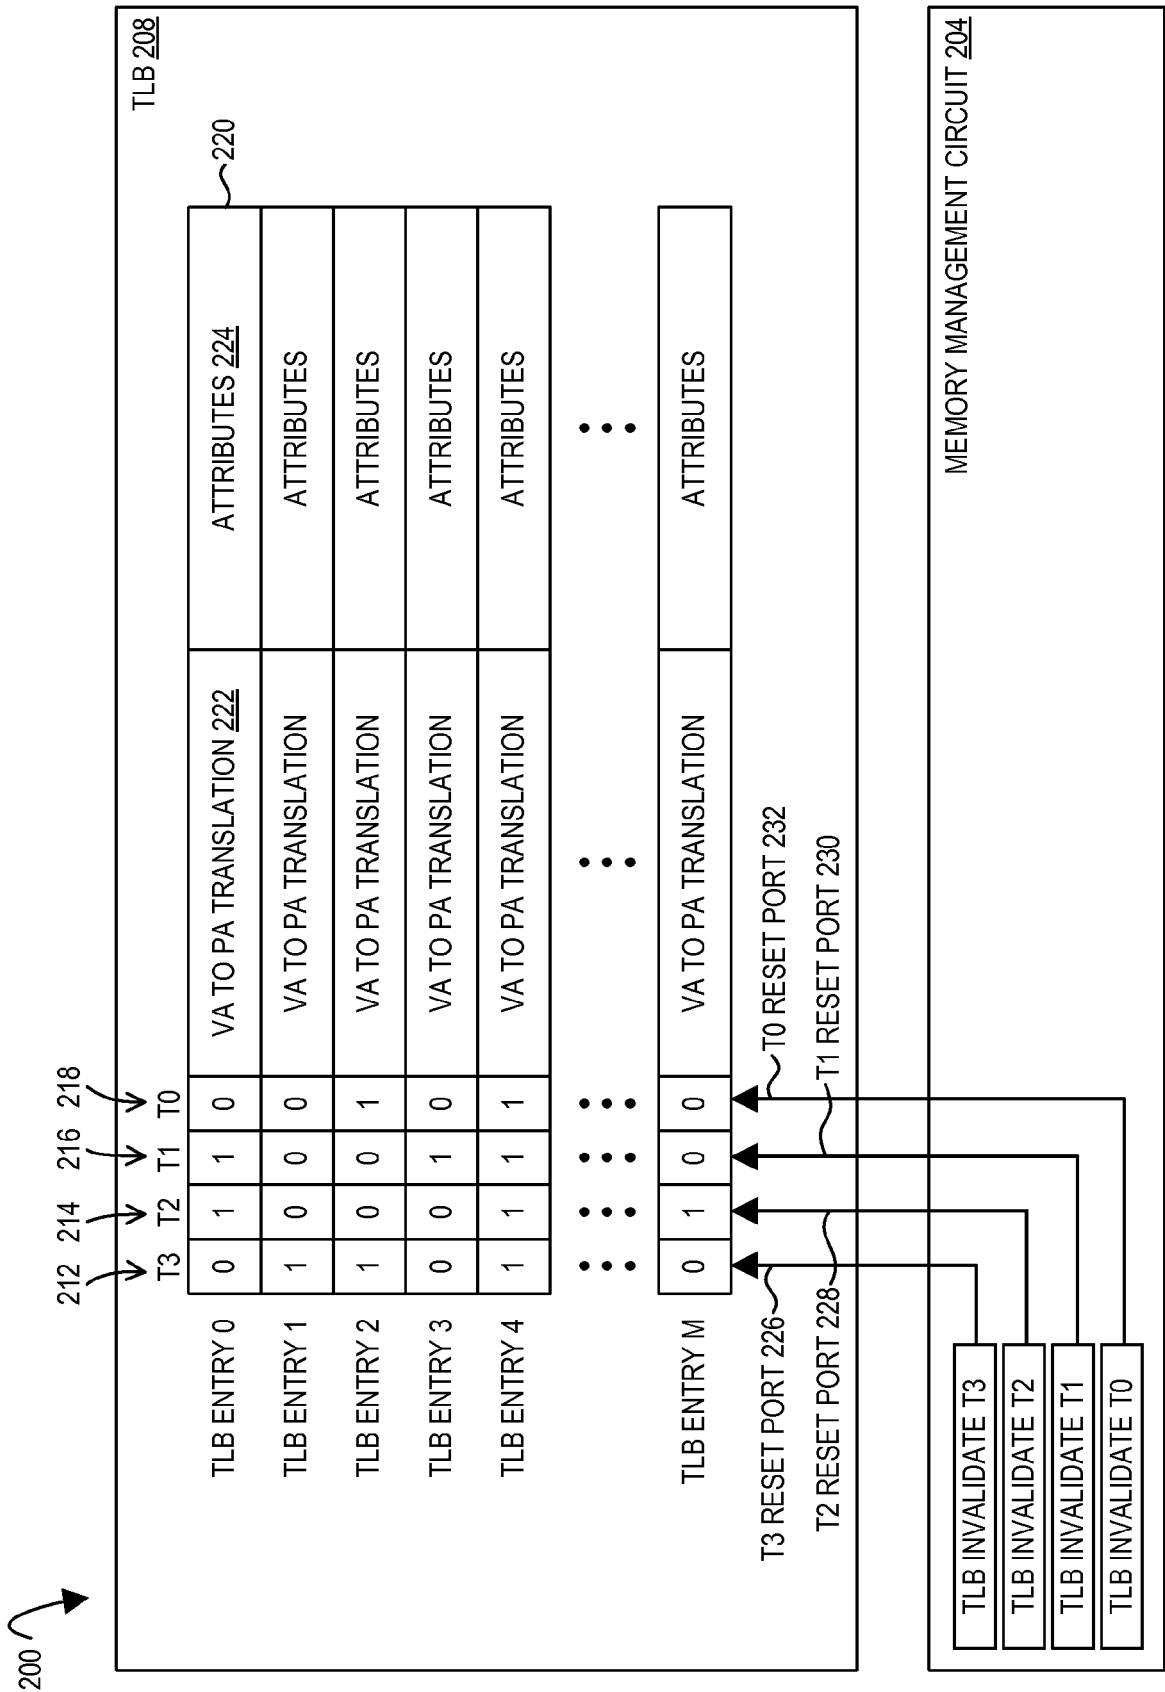 200
TLB 208
212 214 216 218
T3 T2 T1 T0
220
TLB ENTRY 0 0 1 1 0 VA TO PA TRANSLATION 222 ATTRIBUTES 224
TLB ENTRY 1 1 0 0 0 VA TO PA TRANSLATION ATTRIBUTES
TLB ENTRY 2 1 0 0 1 VA TO PA TRANSLATION ATTRIBUTES
TLB ENTRY 3 0 0 1 0 VA TO PA TRANSLATION ATTRIBUTES
TLB ENTRY 4 1 1 1 1 VA TO PA TRANSLATION ATTRIBUTES
TLB ENTRY M 0 1 0 0 VA TO PA TRANSLATION ATTRIBUTES
T3 RESET PORT 226
T0 RESET PORT 232
T2 RESET PORT 228
T1 RESET PORT 230
MEMORY MANAGEMENT CIRCUIT 204
TLB INVALIDATE T3
TLB INVALIDATE T2
TLB INVALIDATE T1
TLB INVALIDATE T0